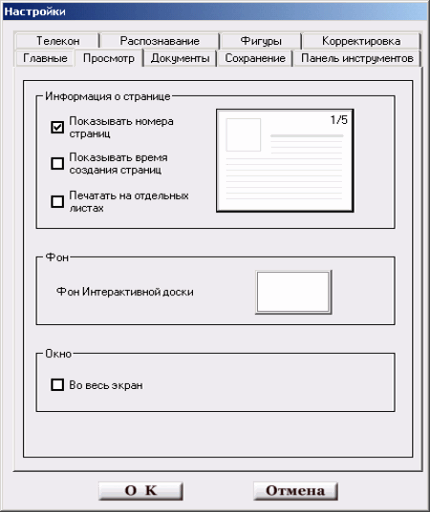 Настройки
Телекон Распознавание Фигуры Корректировка
Главные Просмотр Документы Сохранение Панель инструментов
Информация о странице
Показывать номера
страниц
1/5
Показывать время
создания страниц
Печатать на отдельных
листах
Фон
Фон Интерактивной доски
Окно
Во весь экран
О К Отмена